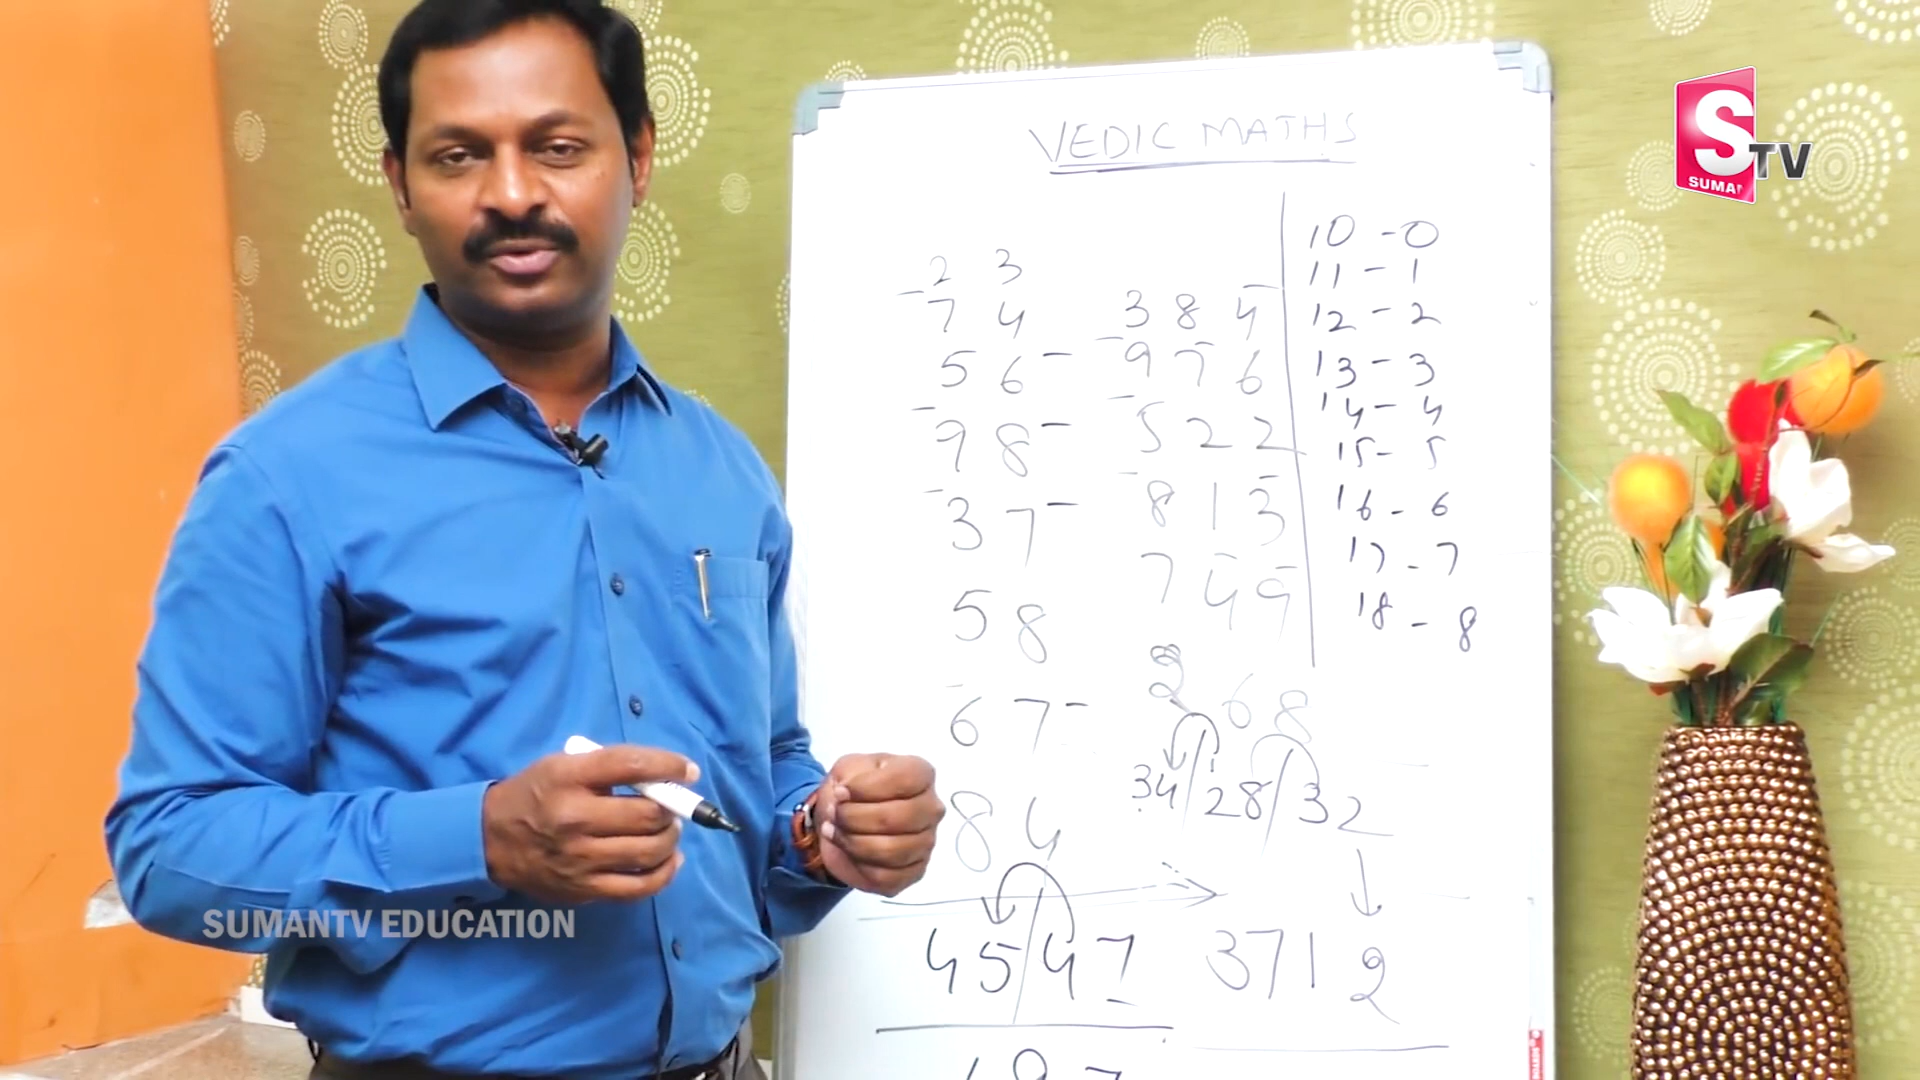 VEDIC MATHS
S TV
SUMAN
2 3
7 4
5 6 -
9 8 -
3 7 -
5 8
6 7 -
8 4
45/47
3 8 4
9 7 6
5 2 2
8 1 3
7 4 9
2 6 8
34/28/32
3712
10 - 0
11 - 1
12 - 2
13 - 3
14 - 4
15 - 5
16 - 6
17 - 7
18 - 8
SUMANTV EDUCATION